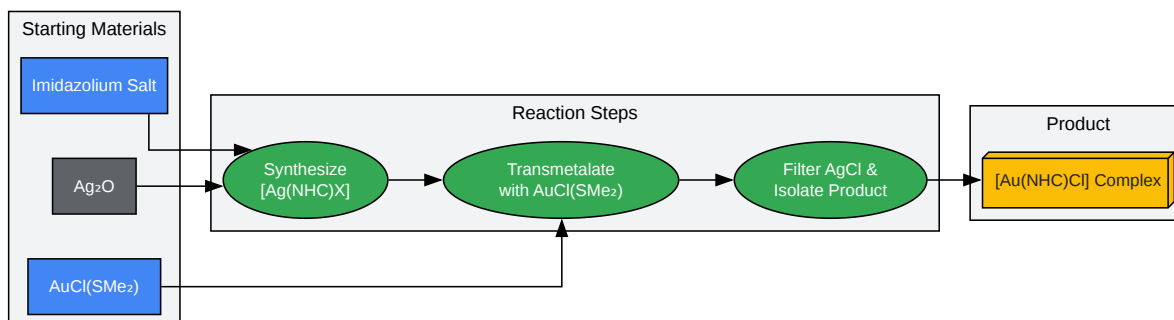 Starting Materials
Imidazolium Salt
Ag₂O
AuCl(SMe₂)
Reaction Steps
Synthesize
[Ag(NHC)X]
Transmetalate
with AuCl(SMe₂)
Filter AgCl &
Isolate Product
Product
[Au(NHC)Cl] Complex